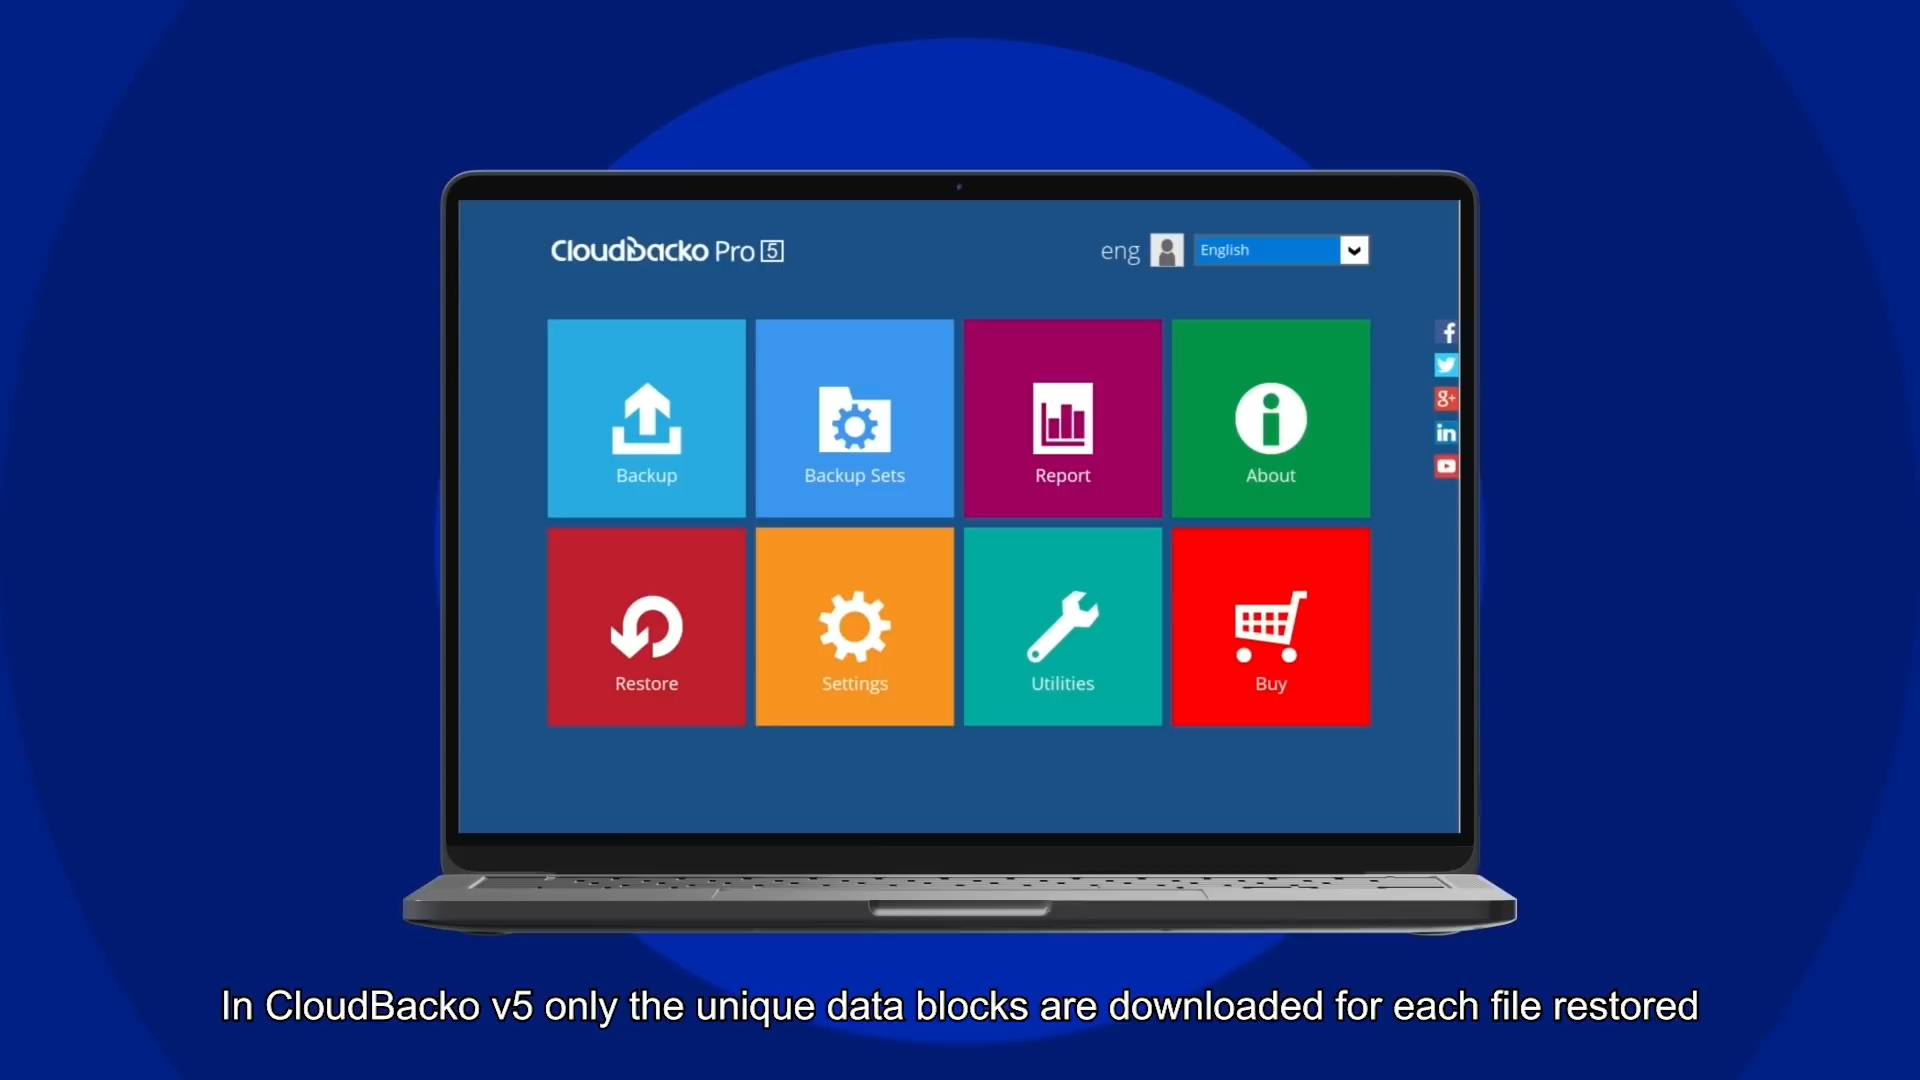 CloudBacko Pro 5
eng
English
Backup
Backup Sets
Report
About
Restore
Settings
Utilities
Buy
f
g+
in
In CloudBacko v5 only the unique data blocks are downloaded for each file restored